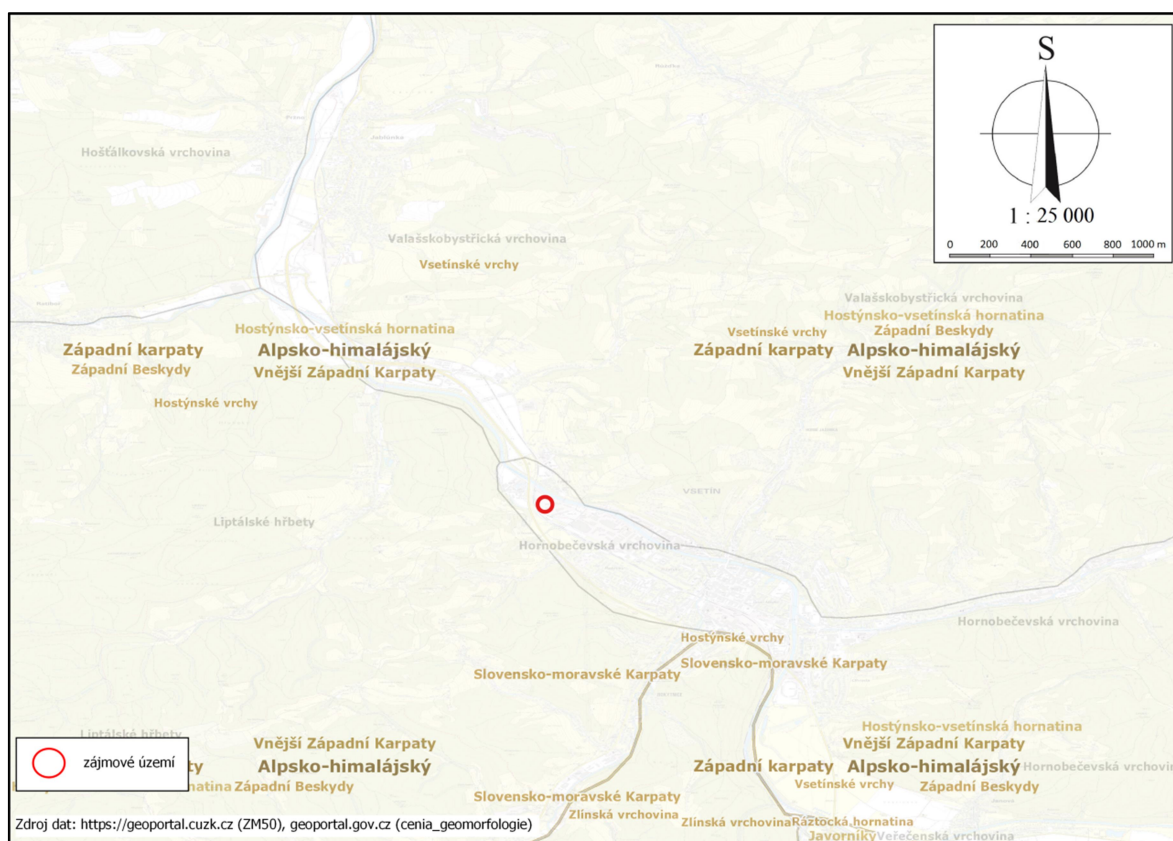 S
1 : 25 000
0 200 400 600 800 1000 m
Hošťálkovská vrchovina
Jablůnka
Valašskobystřická vrchovina
Vsetínské vrchy
Valašskobystřická vrchovina
Hostýnsko-vsetínská hornatina
Hostýnsko-vsetínská hornatina
Vsetínské vrchy
Západní Beskydy
Západní karpaty
Alpsko-himalájský
Západní karpaty
Alpsko-himalájský
Západní Beskydy
Vnější Západní Karpaty
Vnější Západní Karpaty
Hostýnské vrchy
VSETÍN
Liptálské hřbety
Hornobečevská vrchovina
Hornobečevská vrchovina
Hostýnské vrchy
Slovensko-moravské Karpaty
Slovensko-moravské Karpaty
Liptálské hřbety
Hostýnsko-vsetínská hornatina
Vnější Západní Karpaty
Vnější Západní Karpaty
zájmové území
ty
Alpsko-himalájský
Západní karpaty
Alpsko-himalájský
Hornobečevská vrchovin
natina
Západní Beskydy
Vsetínské vrchy
Západní Beskydy
Slovensko-moravské Karpaty
Zlínská vrchovina
Zlínská vrchovina
Ráztocká hornatina
Javorníky
Veřečenská vrchovina
Zdroj dat: https://geoportal.cuzk.cz (ZM50), geoportal.gov.cz (cenia_geomorfologie)